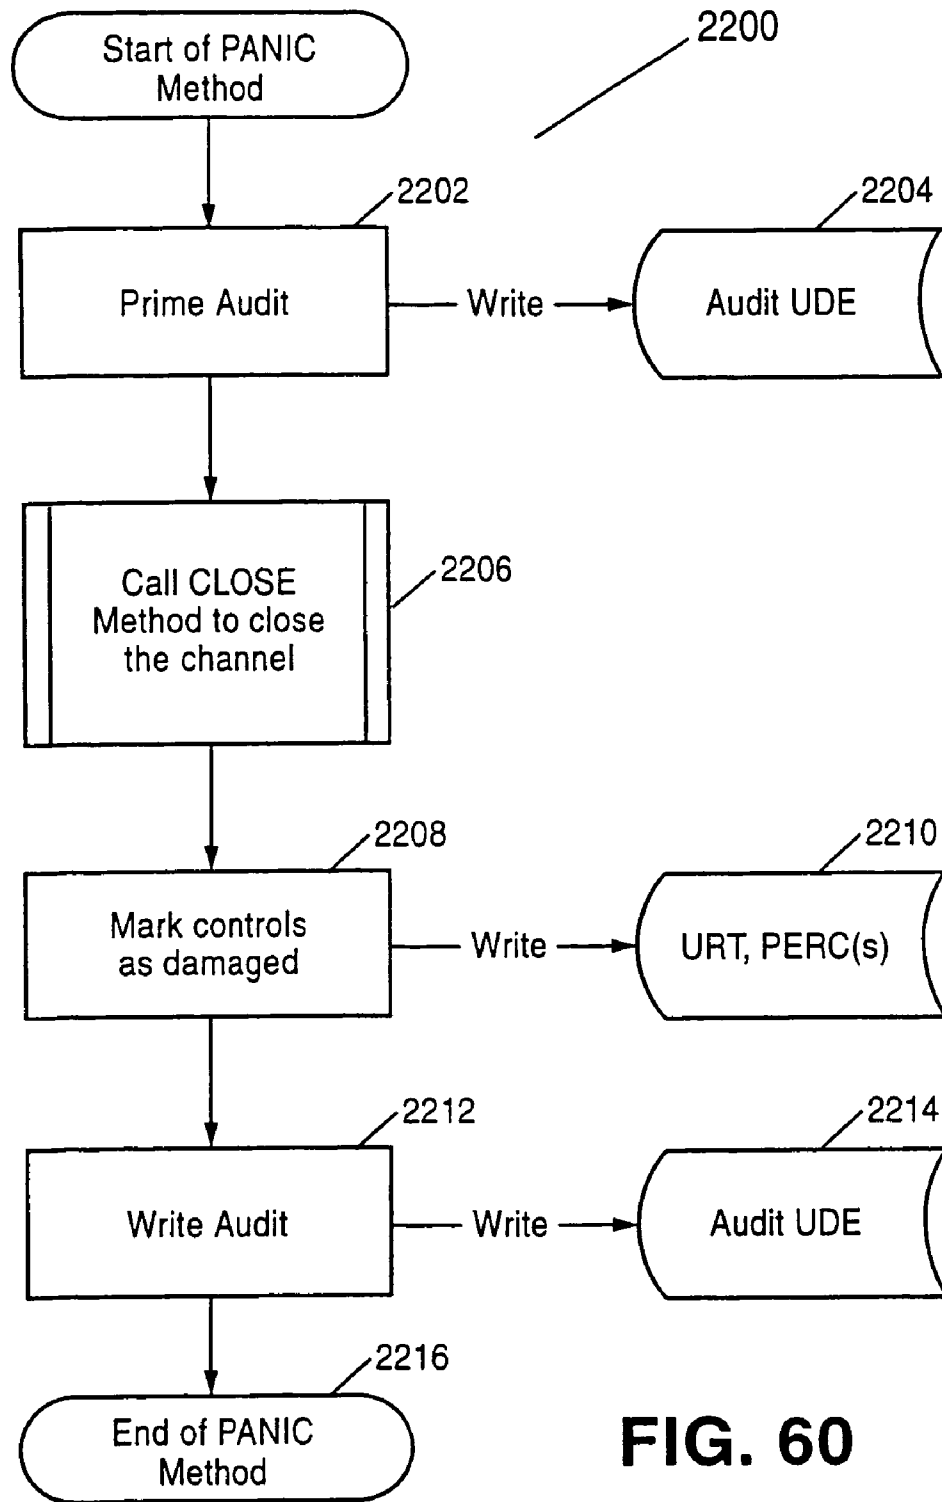 Start of PANIC
Method
2200
2202
2204
Prime Audit
Write
Audit UDE
Call CLOSE
Method to close
the channel
2206
2208
2210
Mark controls
as damaged
Write
URT, PERC(s)
2212
2214
Write Audit
Write
Audit UDE
2216
End of PANIC
Method
FIG. 60